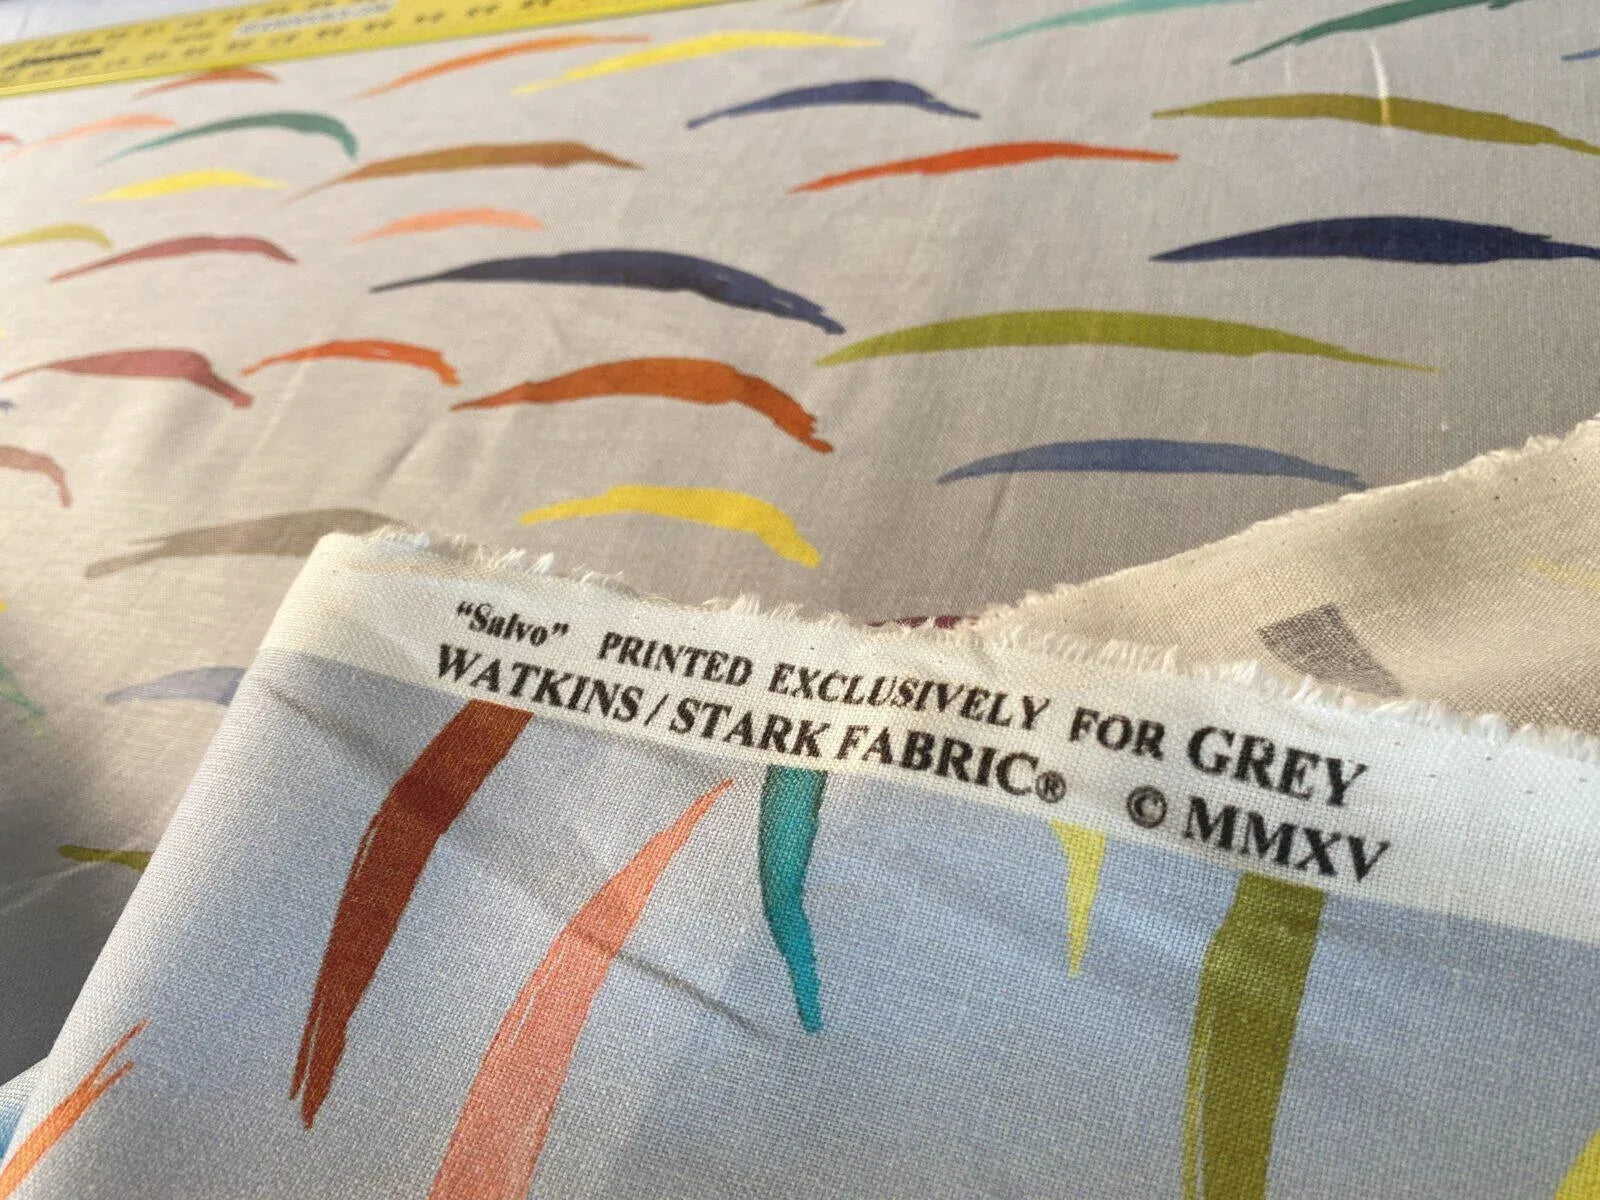 “Salvo” PRINTED EXCLUSIVELY FOR GREY
WATKINS / STARK FABRIC® © MMXV